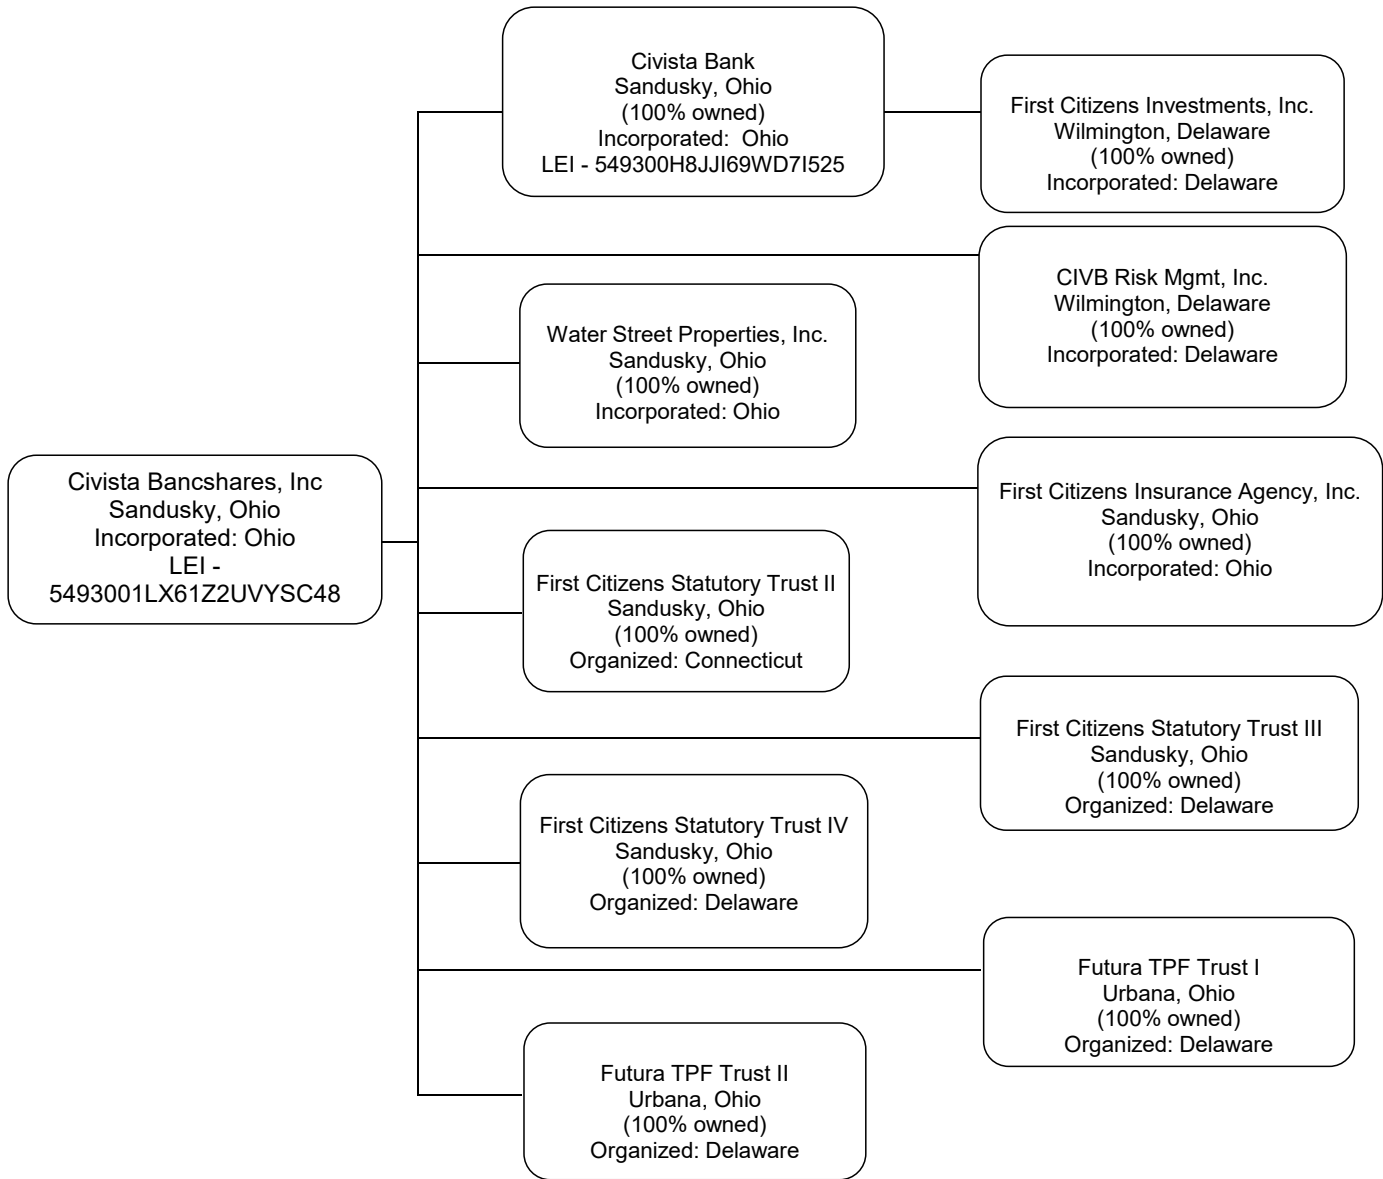 Civista Bank
Sandusky, Ohio
(100% owned)
Incorporated:  Ohio
LEI - 549300H8JJI69WD7I525
First Citizens Investments, Inc.
Wilmington, Delaware
(100% owned)
Incorporated: Delaware
CIVB Risk Mgmt, Inc.
Wilmington, Delaware
(100% owned)
Incorporated: Delaware
Water Street Properties, Inc.
Sandusky, Ohio
(100% owned)
Incorporated: Ohio
Civista Bancshares, Inc
Sandusky, Ohio
Incorporated: Ohio
LEI -
5493001LX61Z2UVYSC48
First Citizens Insurance Agency, Inc.
Sandusky, Ohio
(100% owned)
Incorporated: Ohio
First Citizens Statutory Trust II
Sandusky, Ohio
(100% owned)
Organized: Connecticut
First Citizens Statutory Trust III
Sandusky, Ohio
(100% owned)
Organized: Delaware
First Citizens Statutory Trust IV
Sandusky, Ohio
(100% owned)
Organized: Delaware
Futura TPF Trust I
Urbana, Ohio
(100% owned)
Organized: Delaware
Futura TPF Trust II
Urbana, Ohio
(100% owned)
Organized: Delaware